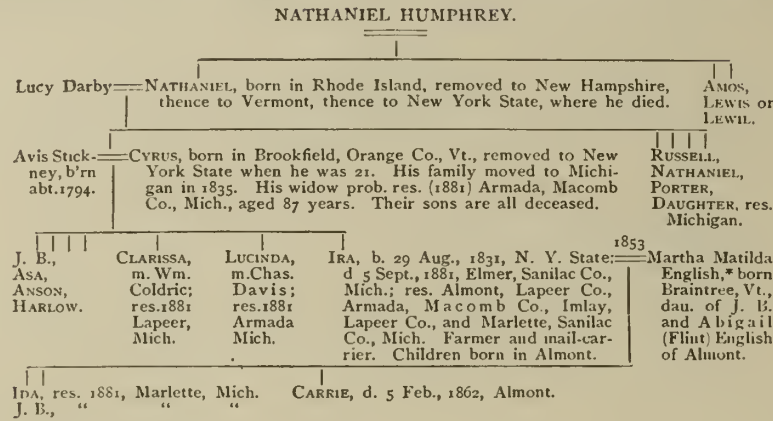 NATHANIEL HUMPHREY.
Lucy Darby NATHANIEL, born in Rhode Island, removed to New Hampshire,
thence to Vermont, thence to New York State, where he died.
AMOS,
LEWIS or
LEWIL.
Avis Stick-
ney, b'rn
abt.1794.
CYRUS, born in Brookfield, Orange Co., Vt., removed to New
York State when he was 21. His family moved to Michi-
gan in 1835. His widow prob. res. (1881) Armada, Macomb
Co., Mich., aged 87 years. Their sons are all deceased.
RUSSELL,
NATHANIEL,
PORTER,
DAUGHTER, res.
Michigan.
J. B.,
ASA,
ANSON,
HARLOW.
CLARISSA,
m. Wm.
Coldric;
res.1881
Lapeer,
Mich.
LUCINDA,
m.Chas.
Davis;
res.1881
Armada
Mich.
IRA, b. 29 Aug., 1831, N. Y. State;
d 5 Sept., 1881, Elmer, Sanilac Co.,
Mich.; res. Almont, Lapeer Co.,
Armada, Macomb Co., Imlay,
Lapeer Co., and Marlette, Sanilac
Co., Mich. Farmer and mail-car-
rier. Children born in Almont.
1853
Martha Matilda
English,* born
Braintree, Vt.,
dau. of J. B.
and Abigail
(Flint) English
of Almont.
IDA, res. 1881, Marlette, Mich.
J. B., " " "
CARRIE, d. 5 Feb., 1862, Almont.